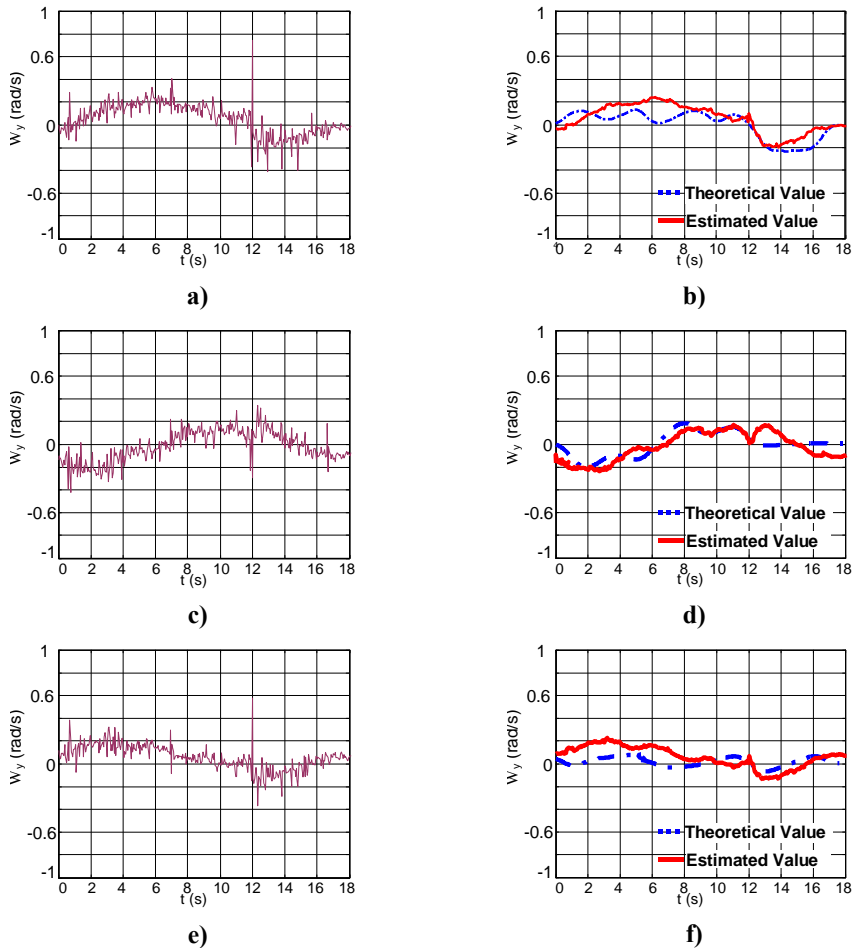 1
0.6
0
-0.6
-1
W y (rad/s)
0 2 4 6 8 10 12 14 16 18
t (s)
a)
1
0.6
0
-0.6
-1
W y (rad/s)
Theoretical Value
Estimated Value
0 2 4 6 8 10 12 14 16 18
t (s)
b)
1
0.6
0
-0.6
-1
W y (rad/s)
0 2 4 6 8 10 12 14 16 18
t (s)
c)
1
0.6
0
-0.6
-1
W y (rad/s)
Theoretical Value
Estimated Value
0 2 4 6 8 10 12 14 16 18
t (s)
d)
1
0.6
0
-0.6
-1
W y (rad/s)
0 2 4 6 8 10 12 14 16 18
t (s)
e)
1
0.6
0
-0.6
-1
W y (rad/s)
Theoretical Value
Estimated Value
0 2 4 6 8 10 12 14 16 18
t (s)
f)